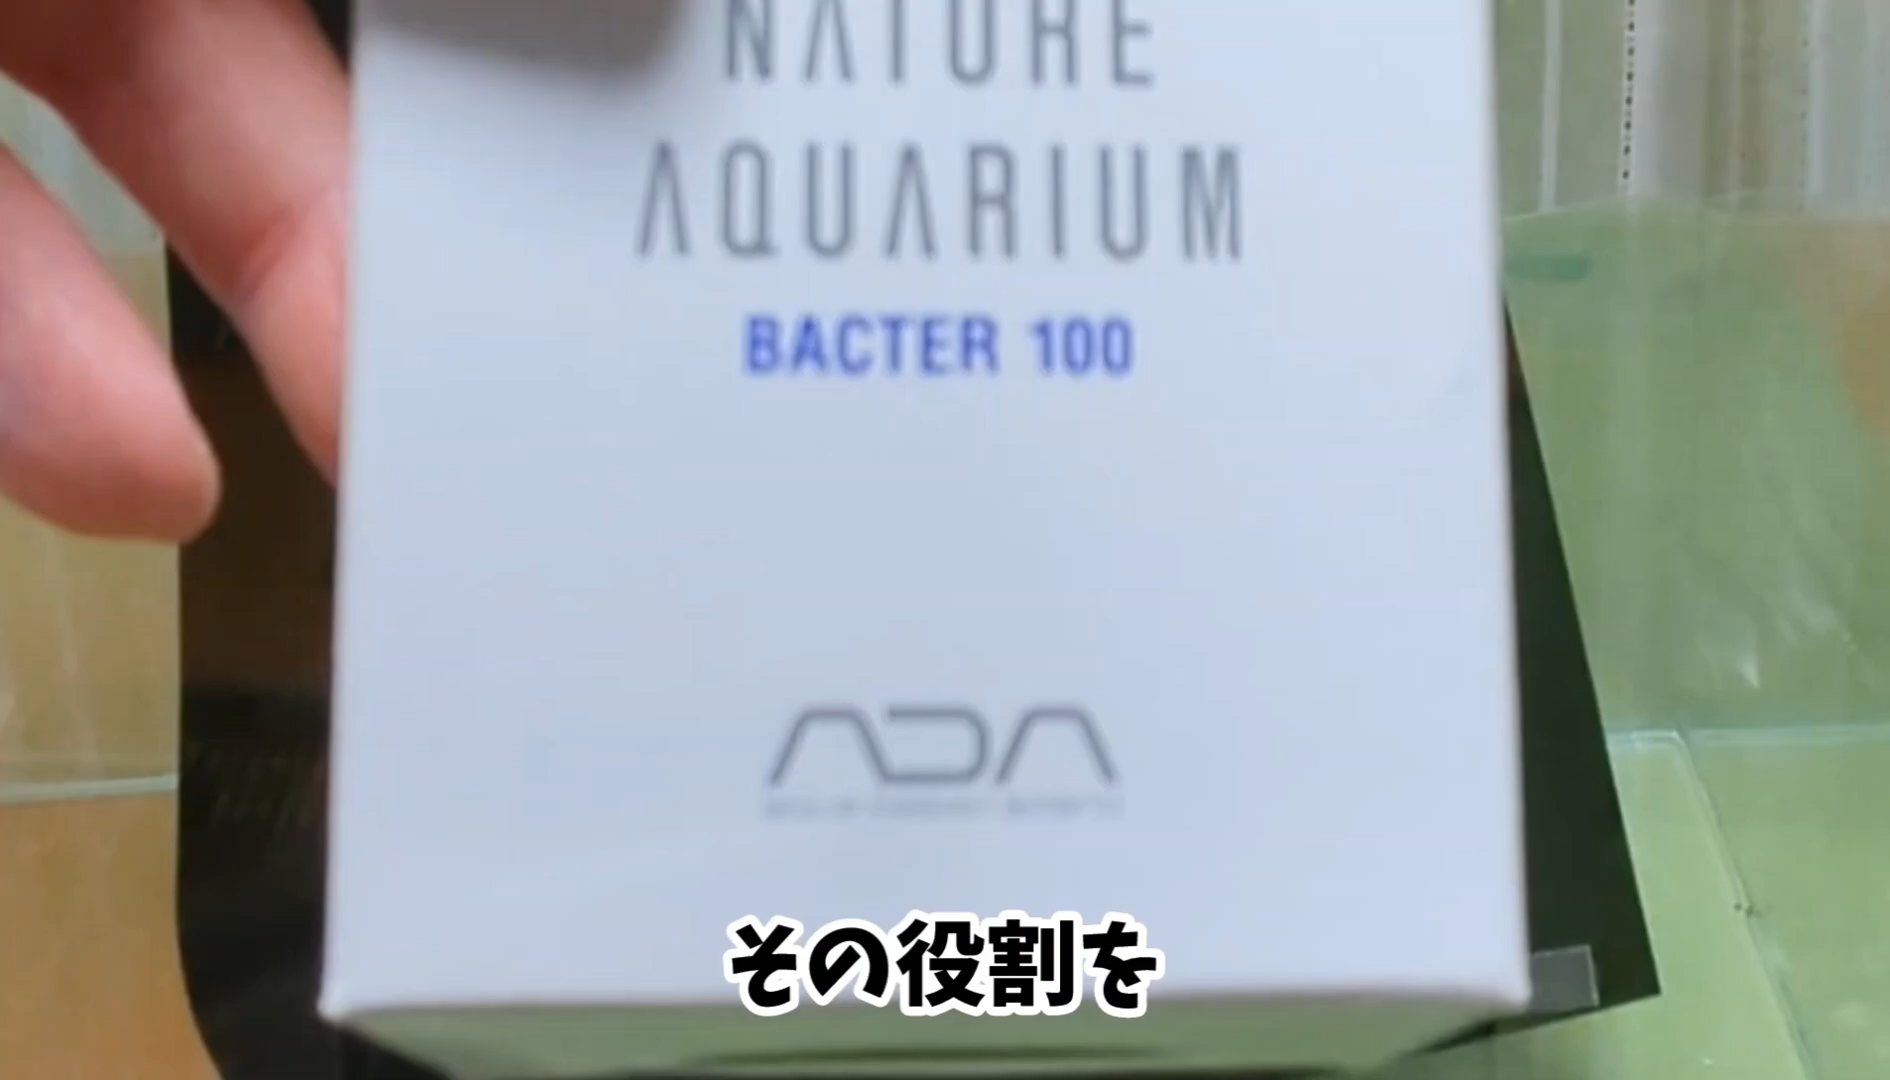 NATURE
AQUARIUM
BACTER 100
ADA
その役割を